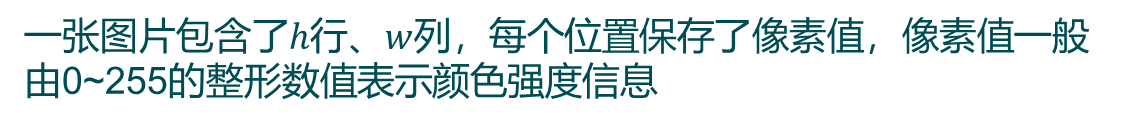 一张图片包含了h行、w列，每个位置保存了像素值，像素值一般
由0~255的整形数值表示颜色强度信息